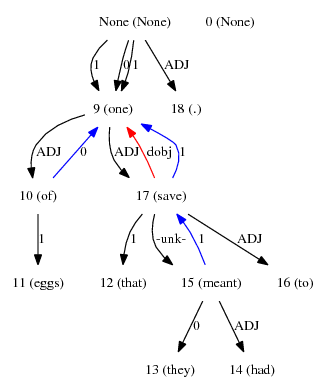 None (None) 0 (None)
1 0 1 ADJ
9 (one) 18 (.)
ADJ 0 ADJ dobj 1
10 (of) 17 (save)
1 1 -unk- 1 ADJ
11 (eggs) 12 (that) 15 (meant) 16 (to)
0 ADJ
13 (they) 14 (had)